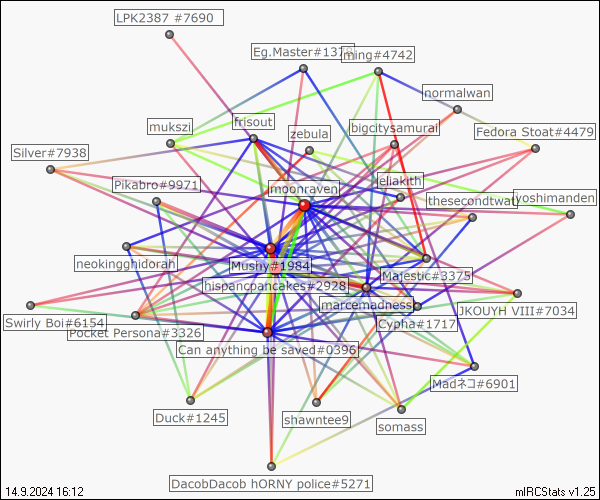 LPK2387 #7690
Eg.Master#137
ming#4742
normalwan
mukszi
frisout
zebula
bigcitysamurai
Fedora Stoat#4479
Silver#7938
Pikabro#9971
moonraven
eliakith
thesecondtwat
yoshimanden
neokingghidorah
Musny#1984
Majestic#3375
hispancpancakes#2928
marcemadness
JKOUYH VIII#7034
Swirly Boi#6154
Pocket Persona#3326
Cypha#1717
Can anything be saved#0396
Madネコ#6901
Duck#1245
shawntee9
somass
DacobDacob hORNY police#5271
14.9.2024 16:12
mIRCStats v1.25